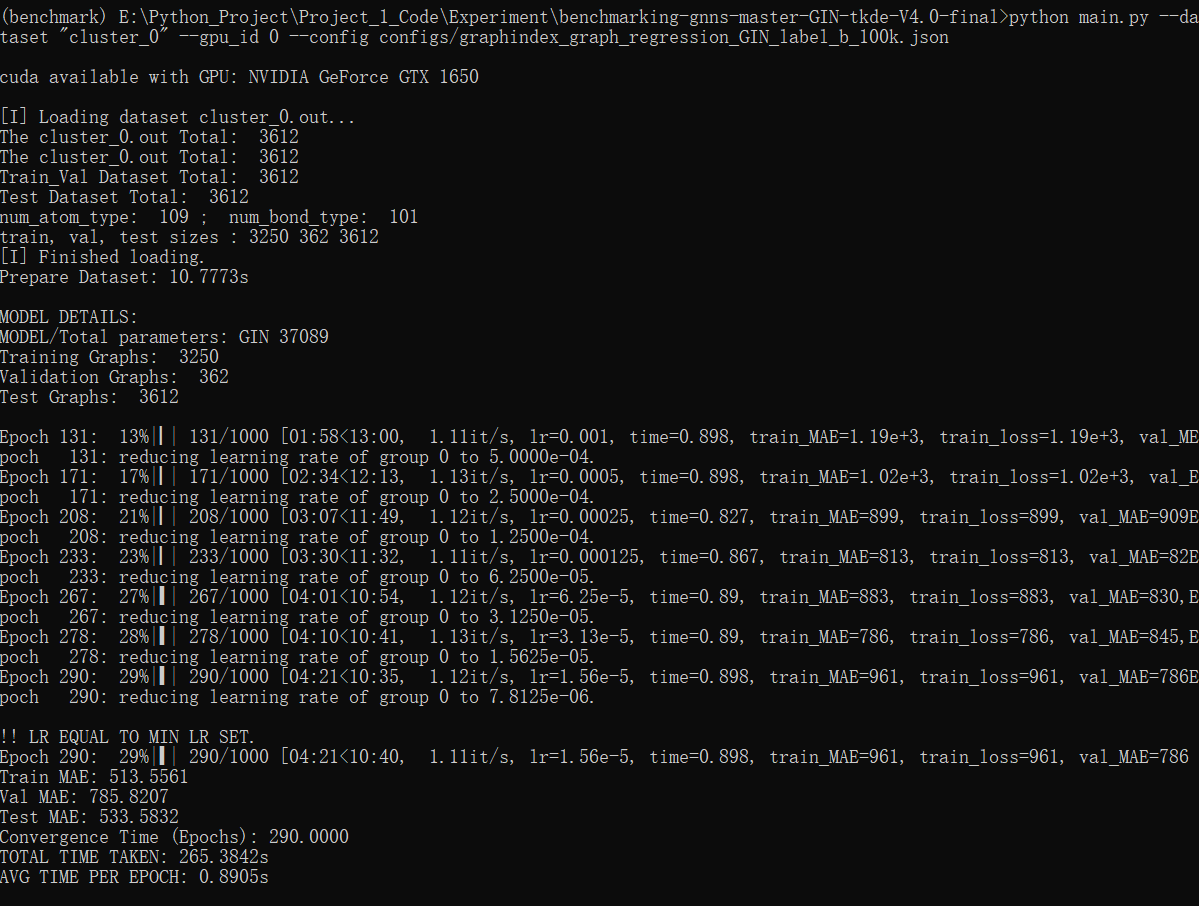 (benchmark) E:\Python_Project\Project_1_Code\Experiment\benchmarking-gnns-master-GIN-tkde-V4.0-final>python main.py --da
taset "cluster_0" --gpu_id 0 --config configs/graphindex_graph_regression_GIN_label_b_100k.json
cuda available with GPU: NVIDIA GeForce GTX 1650
[I] Loading dataset cluster_0.out...
The cluster_0.out Total:  3612
The cluster_0.out Total:  3612
Train_Val Dataset Total:  3612
Test Dataset Total:  3612
num_atom_type:  109 ;  num_bond_type:  101
train, val, test sizes : 3250 362 3612
[I] Finished loading.
Prepare Dataset: 10.7773s
MODEL DETAILS:
MODEL/Total parameters: GIN 37089
Training Graphs:  3250
Validation Graphs:  362
Test Graphs:  3612
Epoch 131:  13%|▌| 131/1000 [01:58<13:00,  1.11it/s, lr=0.001, time=0.898, train_MAE=1.19e+3, train_loss=1.19e+3, val_ME
poch   131: reducing learning rate of group 0 to 5.0000e-04.
Epoch 171:  17%|▌| 171/1000 [02:34<12:13,  1.13it/s, lr=0.0005, time=0.898, train_MAE=1.02e+3, train_loss=1.02e+3, val_E
poch   171: reducing learning rate of group 0 to 2.5000e-04.
Epoch 208:  21%|▌| 208/1000 [03:07<11:49,  1.12it/s, lr=0.00025, time=0.827, train_MAE=899, train_loss=899, val_MAE=909E
poch   208: reducing learning rate of group 0 to 1.2500e-04.
Epoch 233:  23%|▌| 233/1000 [03:30<11:32,  1.11it/s, lr=0.000125, time=0.867, train_MAE=813, train_loss=813, val_MAE=82E
poch   233: reducing learning rate of group 0 to 6.2500e-05.
Epoch 267:  27%|▌| 267/1000 [04:01<10:54,  1.12it/s, lr=6.25e-5, time=0.89, train_MAE=883, train_loss=883, val_MAE=830,E
poch   267: reducing learning rate of group 0 to 3.1250e-05.
Epoch 278:  28%|▌| 278/1000 [04:10<10:41,  1.13it/s, lr=3.13e-5, time=0.89, train_MAE=786, train_loss=786, val_MAE=845,E
poch   278: reducing learning rate of group 0 to 1.5625e-05.
Epoch 290:  29%|▌| 290/1000 [04:21<10:35,  1.12it/s, lr=1.56e-5, time=0.898, train_MAE=961, train_loss=961, val_MAE=786E
poch   290: reducing learning rate of group 0 to 7.8125e-06.
!! LR EQUAL TO MIN LR SET.
Epoch 290:  29%|▌| 290/1000 [04:21<10:40,  1.11it/s, lr=1.56e-5, time=0.898, train_MAE=961, train_loss=961, val_MAE=786
Train MAE: 513.5561
Val MAE: 785.8207
Test MAE: 533.5832
Convergence Time (Epochs): 290.0000
TOTAL TIME TAKEN: 265.3842s
AVG TIME PER EPOCH: 0.8905s